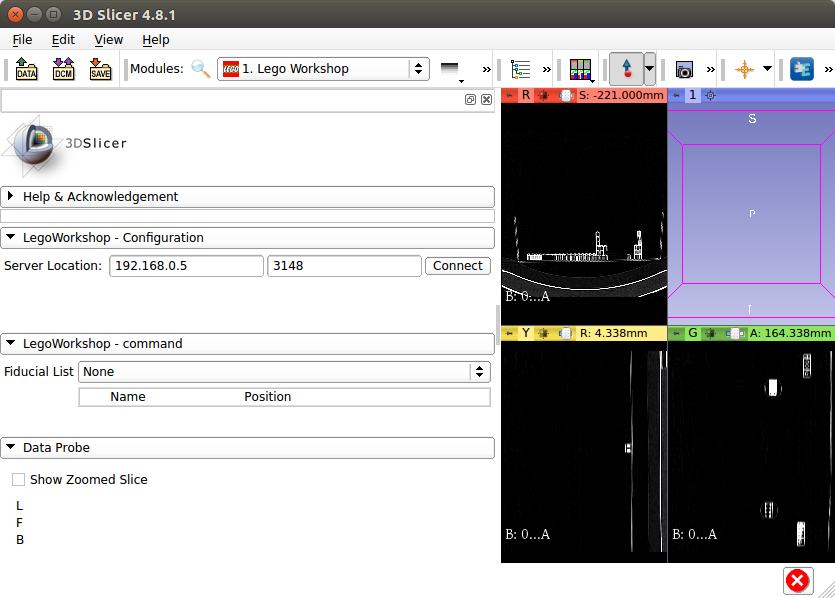 3D Slicer 4.8.1
File Edit View Help
DATA DCM SAVE Modules: LEGO 1. Lego Workshop »
» » » »
R S: -221.000mm 1
3DSlicer
S
Help & Acknowledgement
P
LegoWorkshop - Configuration
Server Location: 192.168.0.5 3148 Connect
B: 0...A
I
Y R: 4.338mm G A: 164.338mm
LegoWorkshop - command
Fiducial List None
Name Position
Data Probe
Show Zoomed Slice
L
F
B
B: 0...A B: 0...A